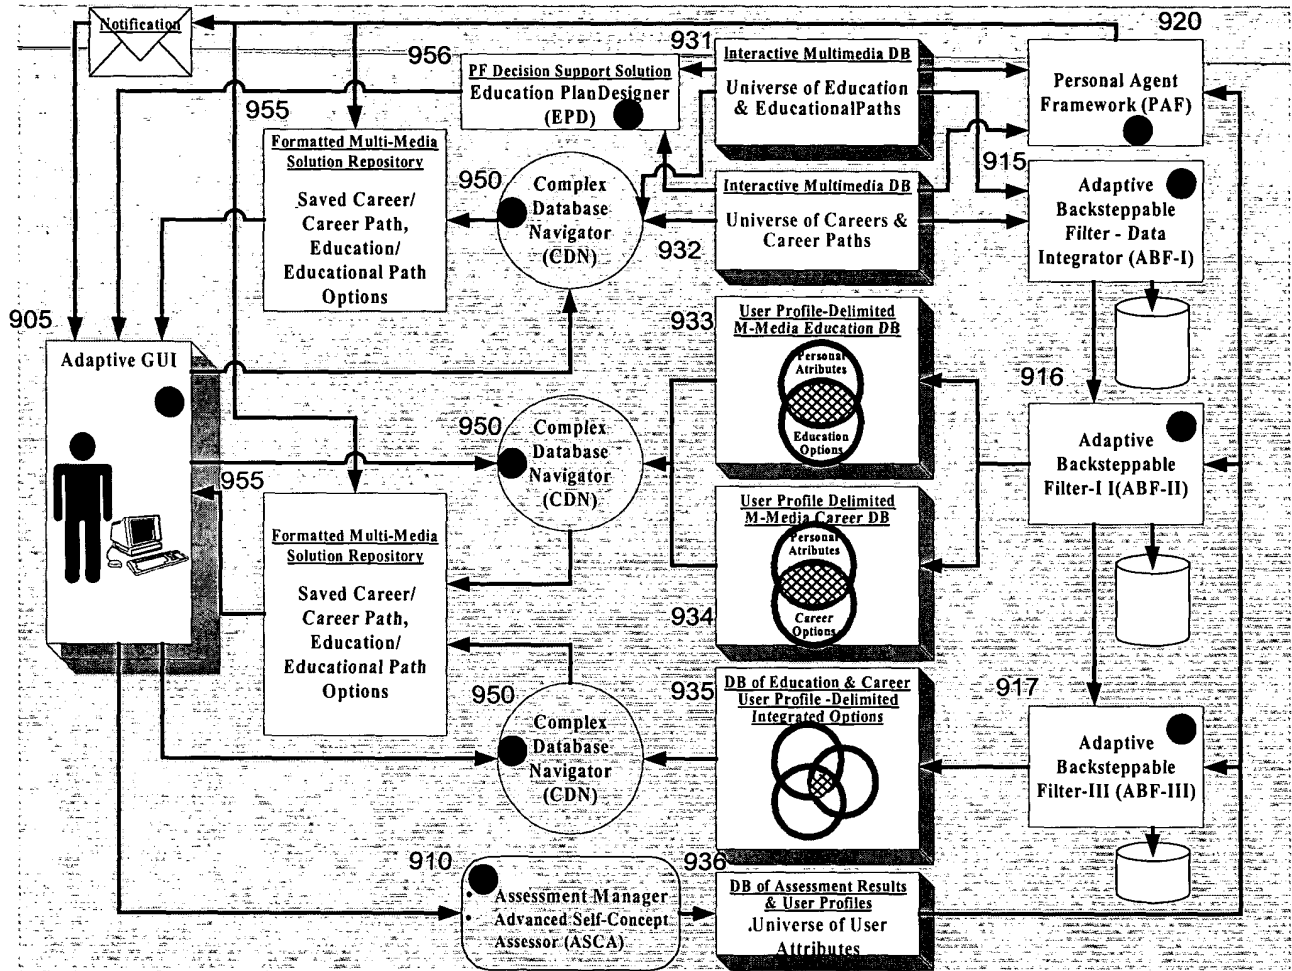 Notification
920
931
956
Interactive Multimedia DB
Universe of Education
& EducationalPaths
PF Decision Support Solution
Education PlanDesigner
(EPD)
Personal Agent
Framework (PAF)
955
Formatted Multi-Media
Solution Repository
Saved Career/
Career Path,
Education/
Educational Path
Options
950
Complex
Database
Navigator
(CDN)
Interactive Multimedia DB
Universe of Careers &
Career Paths
932
915
Adaptive
Backsteppable
Filter - Data
Integrator (ABF-I)
905
Adaptive GUI
933
User Profile-Delimited
M-Media Education DB
Personal
Atributes
Education
Options
916
Adaptive
Backsteppable
Filter-I I(ABF-II)
950
Complex
Database
Navigator
(CDN)
955
Formatted Multi-Media
Solution Repository
Saved Career/
Career Path,
Education/
Educational Path
Options
User Profile Delimited
M-Media Career DB
Personal
Atributes
Career
Options
934
917
Adaptive
Backsteppable
Filter-III (ABF-III)
950
Complex
Database
Navigator
(CDN)
935
DB of Education & Career
User Profile -Delimited
Integrated Options
910
• Assessment Manager
• Advanced Self-Concept
Assessor (ASCA)
936
DB of Assessment Results
& User Profiles
.Universe of User
Attributes